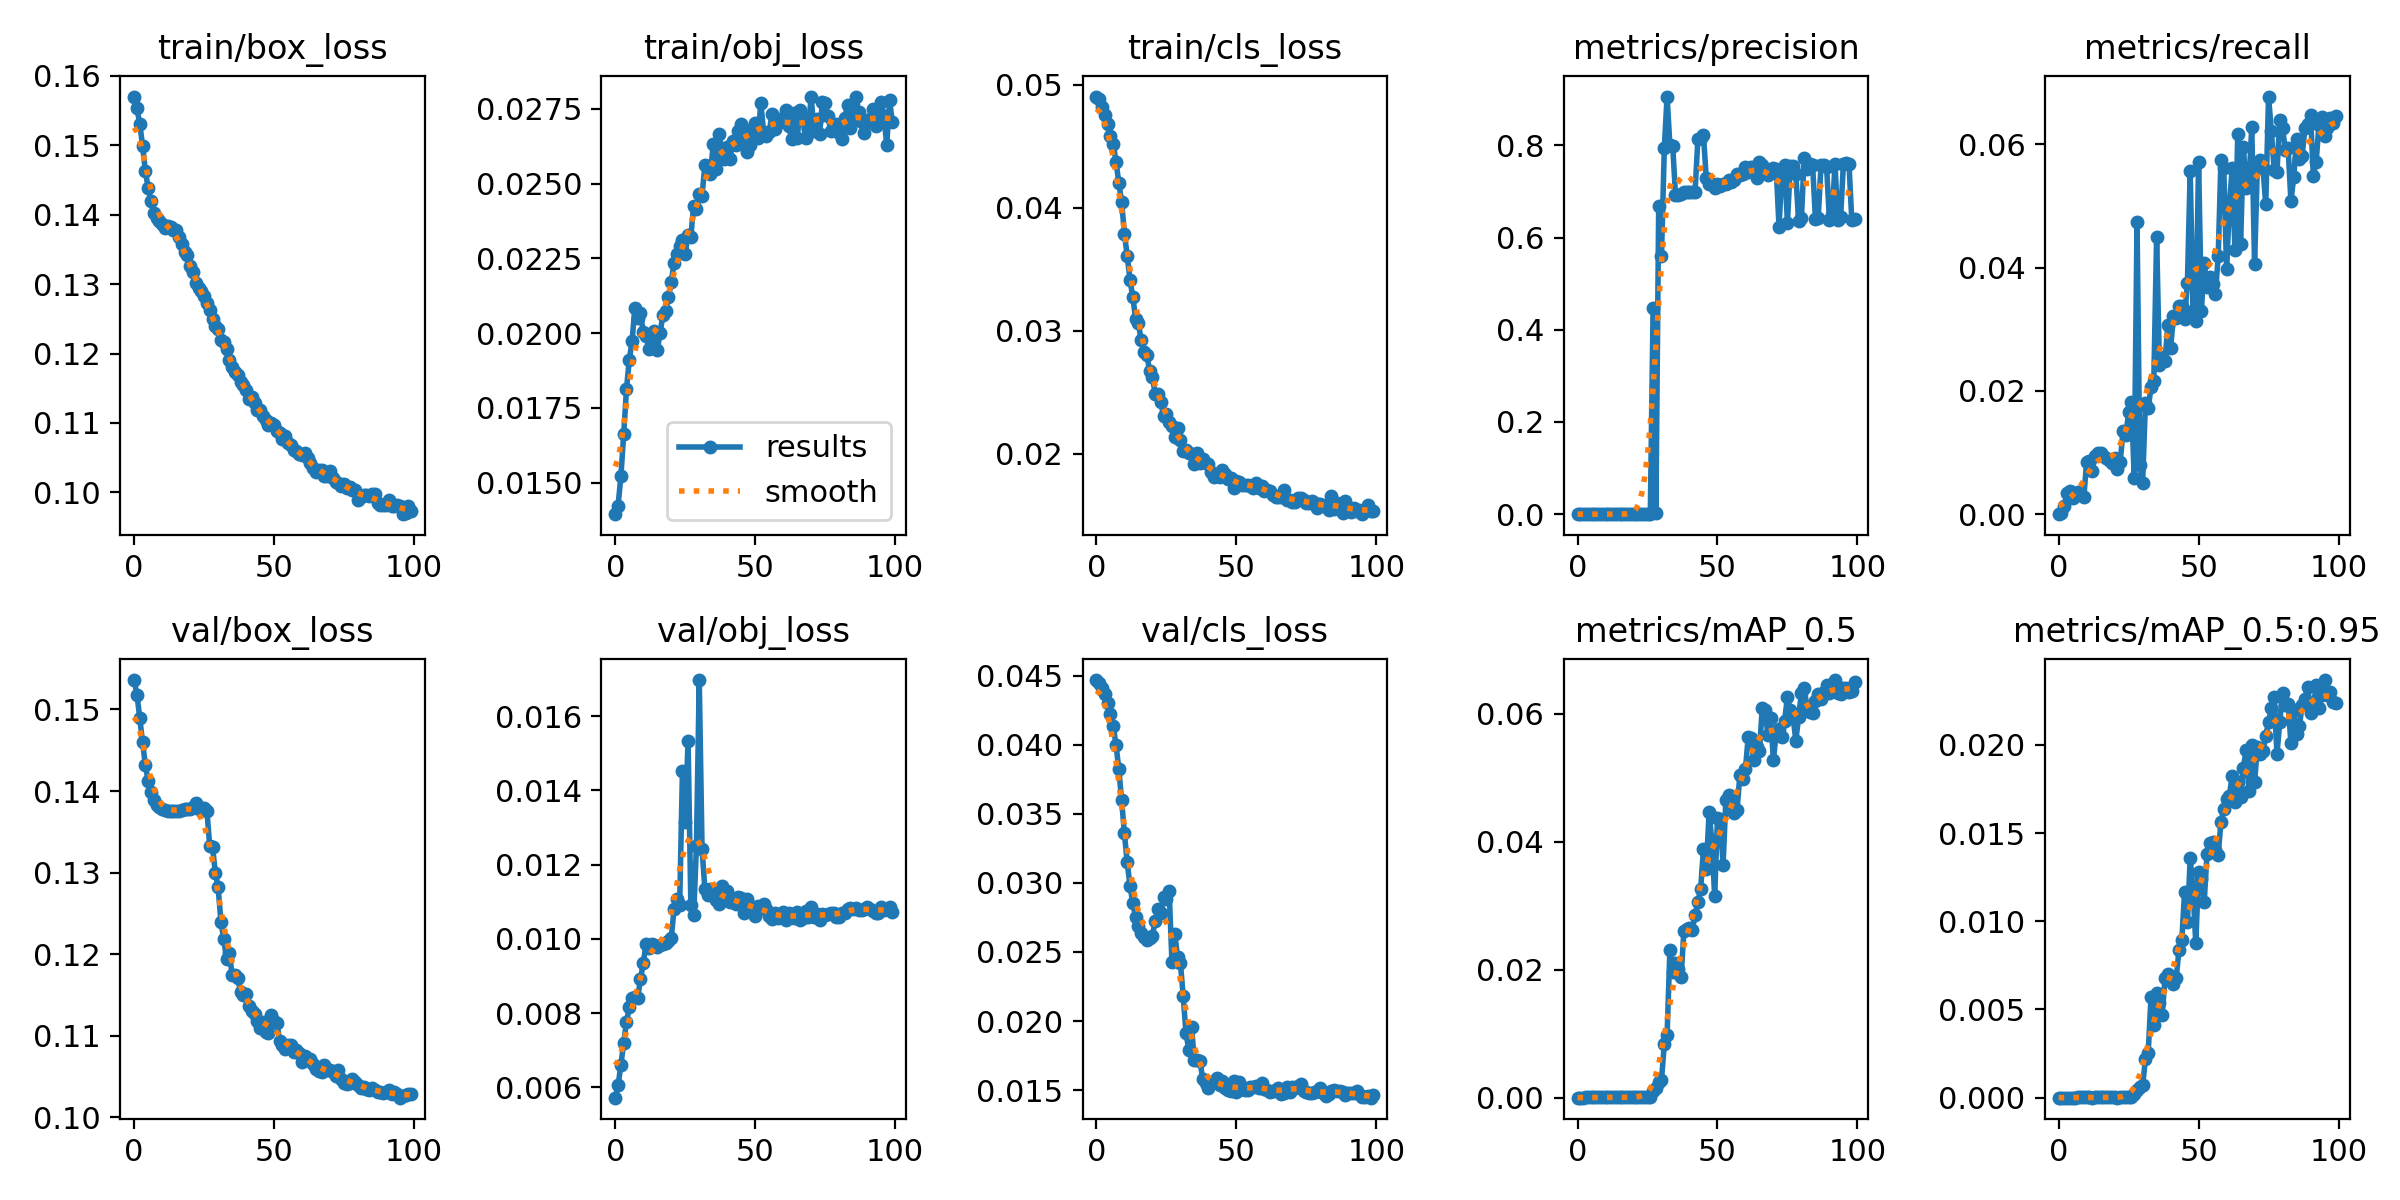 train/box_loss
0.16
0.15
0.14
0.13
0.12
0.11
0.10
0 50 100
train/obj_loss
0.0275
0.0250
0.0225
0.0200
0.0175
0.0150
results
smooth
0 50 100
train/cls_loss
0.05
0.04
0.03
0.02
0 50 100
metrics/precision
0.8
0.6
0.4
0.2
0.0
0 50 100
metrics/recall
0.06
0.04
0.02
0.00
0 50 100
val/box_loss
0.15
0.14
0.13
0.12
0.11
0.10
0 50 100
val/obj_loss
0.016
0.014
0.012
0.010
0.008
0.006
0 50 100
val/cls_loss
0.045
0.040
0.035
0.030
0.025
0.020
0.015
0 50 100
metrics/mAP_0.5
0.06
0.04
0.02
0.00
0 50 100
metrics/mAP_0.5:0.95
0.020
0.015
0.010
0.005
0.000
0 50 100